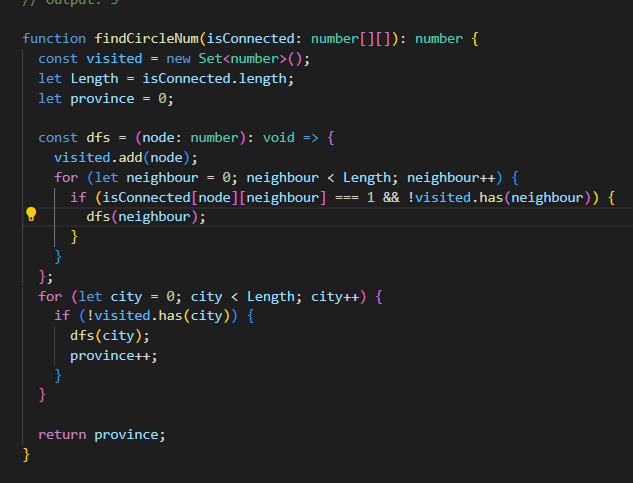 // Output: 3
function findCircleNum(isConnected: number[][]): number {
  const visited = new Set<number>();
  let Length = isConnected.length;
  let province = 0;

  const dfs = (node: number): void => {
    visited.add(node);
    for (let neighbour = 0; neighbour < Length; neighbour++) {
      if (isConnected[node][neighbour] === 1 && !visited.has(neighbour)) {
        dfs(neighbour);
      }
    }
  };
  for (let city = 0; city < Length; city++) {
    if (!visited.has(city)) {
      dfs(city);
      province++;
    }
  }

  return province;
}